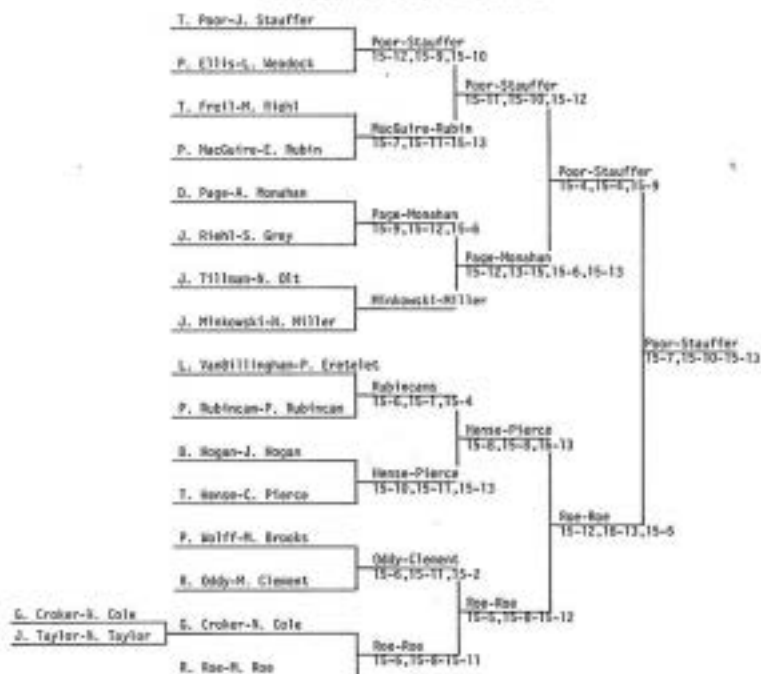 T. Poor-J. Stauffer
Poor-Stauffer
15-12,15-9,15-10
P. Ellis-L.
Poor-Stauffer
15-11,15-10,15-12
T. Freil-M. Riehl
MacGuire-Rubin
15-7,15-11-15-13
P. MacGuire-E. Rubin
Poor-Stauffer
15-4,15-8,15-9
D. Page-A. Monahan
Page-Monahan
15-9,15-12,15-6
J. Riehl-S. Grey
Page-Monahan
15-12,13-15,15-6,15-13
J. Tillman-N. Olt
Minkowski-Miller
J. Minkowski-N. Miller
Poor-Stauffer
15-7,15-10-15-13
L. VanBillinghan-P.
Rubincams
15-6,15-1,15-4
P. Rubincam-P. Rubincam
Hense-Pierce
15-6,15-8,15-13
D. Hogan-J. Hogan
Hense-Pierce
15-10,15-11,15-13
T. Hense-C. Pierce
Roe-Roe
15-12,18-13,15-6
P. Wolff-M. Brooks
Oddy-Clement
15-6,15-11,15-2
R. Oddy-M. Clement
Roe-Roe
15-5,15-8-15-12
G. Croker-N. Cole
G. Croker-N. Cole
J. Taylor-N. Taylor
Roe-Roe
15-6,15-8-15-11
R. Roe-M. Roe